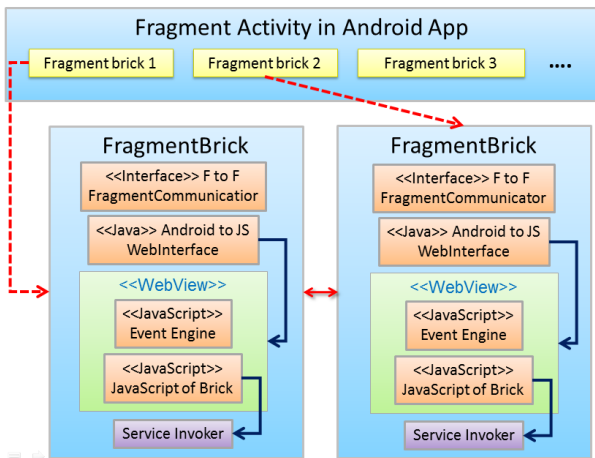 Fragment Activity in Android App
Fragment brick 1
Fragment brick 2
Fragment brick 3
....
FragmentBrick
<<Interface>> F to F
FragmentCommunicatior
<<Java>> Android to JS
WebInterface
<<WebView>>
<<JavaScript>>
Event Engine
<<JavaScript>>
JavaScript of Brick
Service Invoker
FragmentBrick
<<Interface>> F to F
FragmentCommunicator
<<Java>> Android to JS
WebInterface
<<WebView>>
<<JavaScript>>
Event Engine
<<JavaScript>>
JavaScript of Brick
Service Invoker